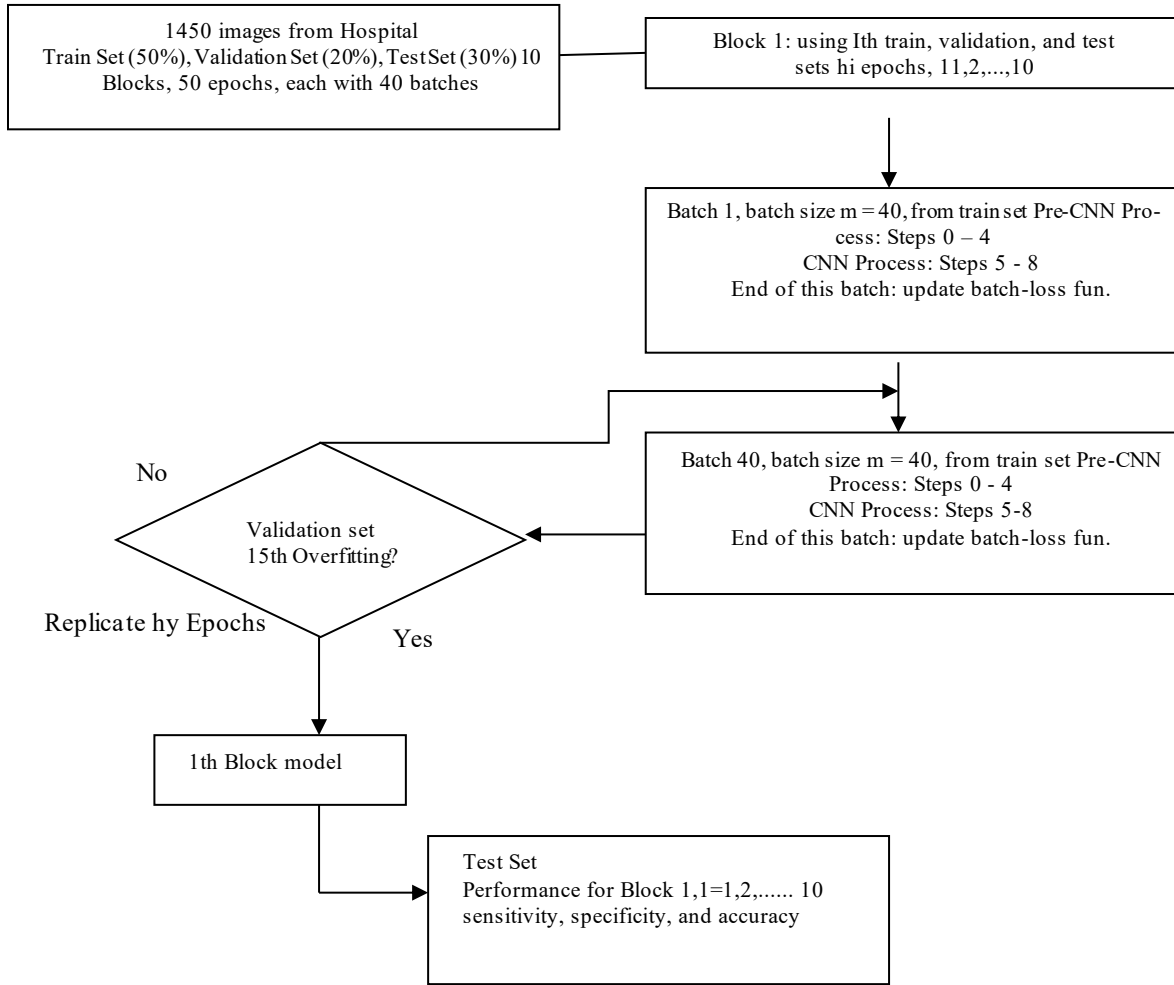 1450 images from Hospital
Train Set (50%), Validation Set (20%), Test Set (30%) 10
Blocks, 50 epochs, each with 40 batches
Block 1: using Ith train, validation, and test
sets hi epochs, 11,2,...,10
Batch 1, batch size m = 40, from train set Pre-CNN Pro-
cess: Steps 0 – 4
CNN Process: Steps 5 - 8
End of this batch: update batch-loss fun.
Batch 40, batch size m = 40, from train set Pre-CNN
Process: Steps 0 - 4
CNN Process: Steps 5-8
End of this batch: update batch-loss fun.
No
Validation set
15th Overfitting?
Replicate hy Epochs
Yes
1th Block model
Test Set
Performance for Block 1,1=1,2,...... 10
sensitivity, specificity, and accuracy